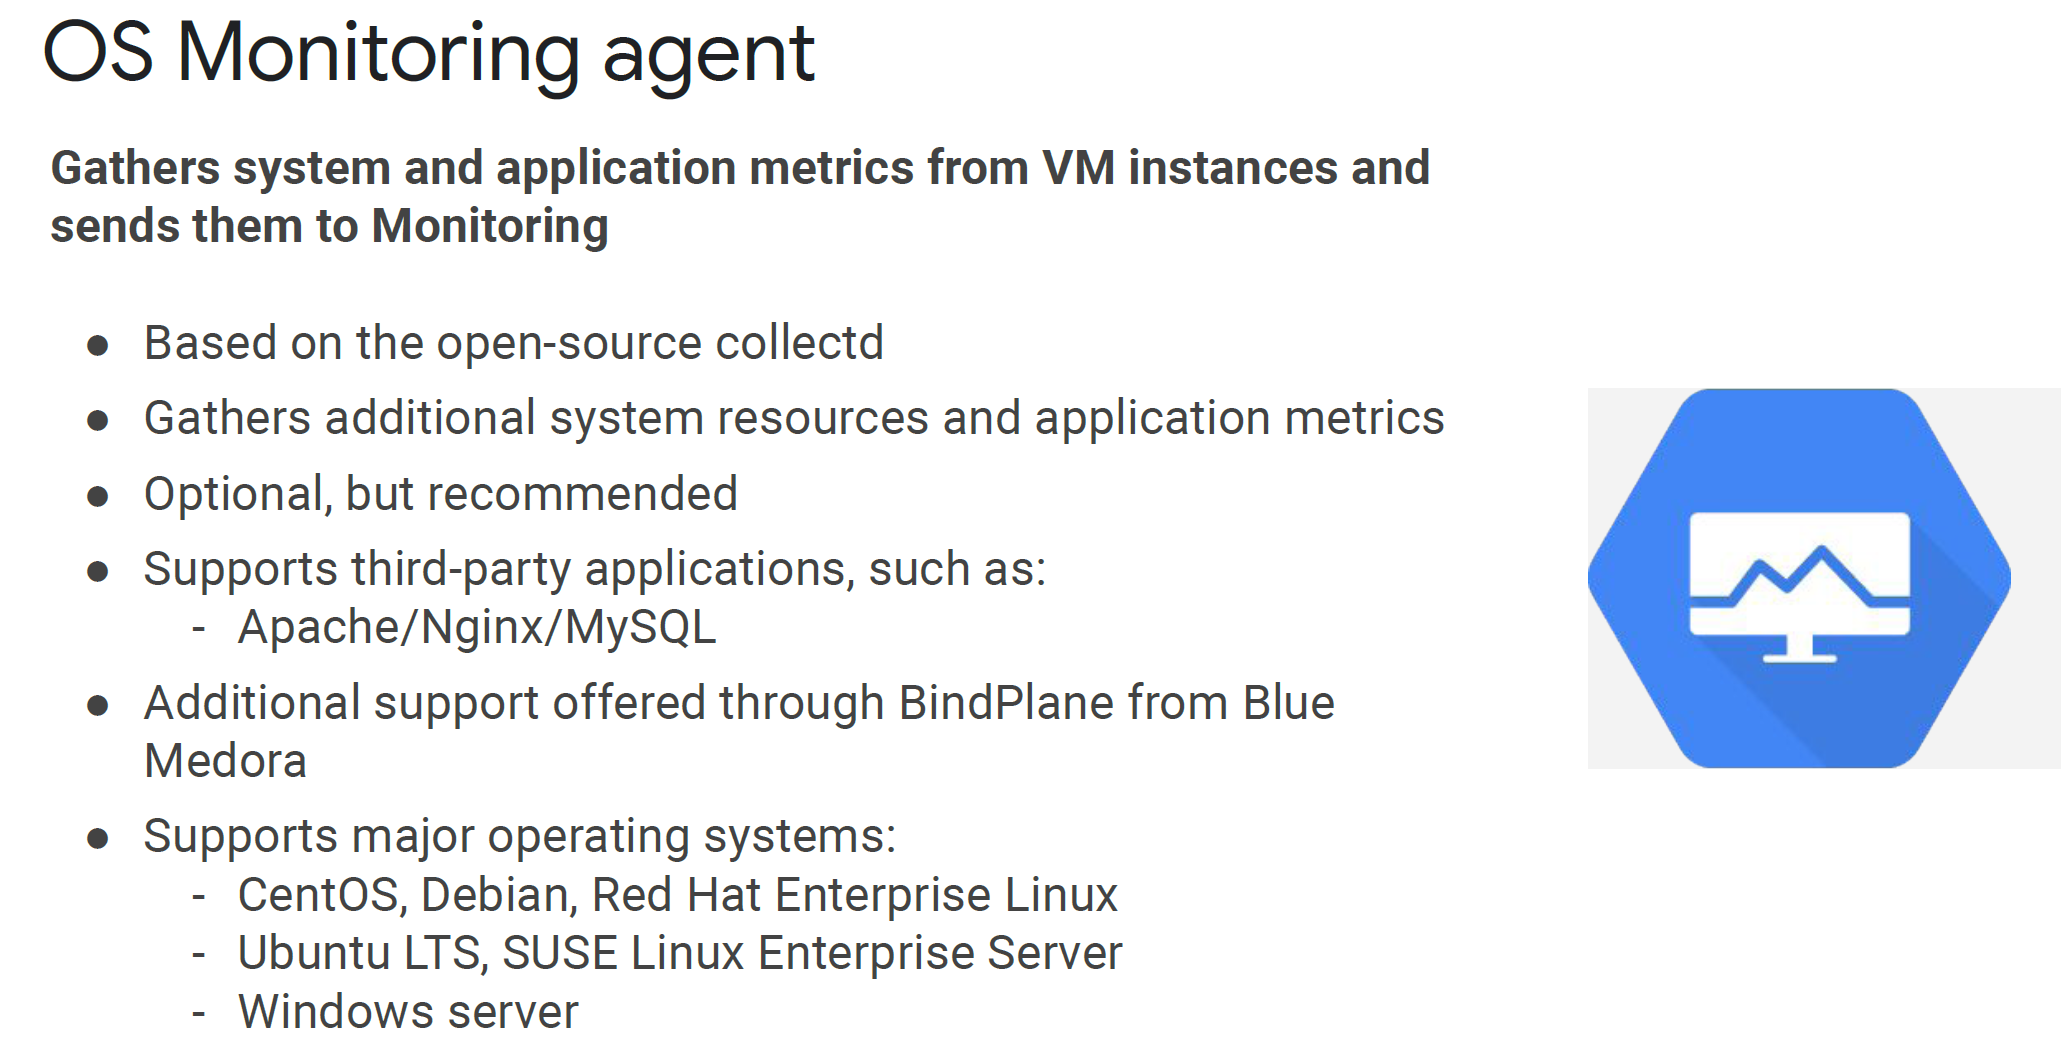 OS Monitoring agent
Gathers system and application metrics from VM instances and
sends them to Monitoring
● Based on the open-source collectd
● Gathers additional system resources and application metrics
● Optional, but recommended
● Supports third-party applications, such as:
- Apache/Nginx/MySQL
● Additional support offered through BindPlane from Blue
Medora
● Supports major operating systems:
- CentOS, Debian, Red Hat Enterprise Linux
- Ubuntu LTS, SUSE Linux Enterprise Server
- Windows server